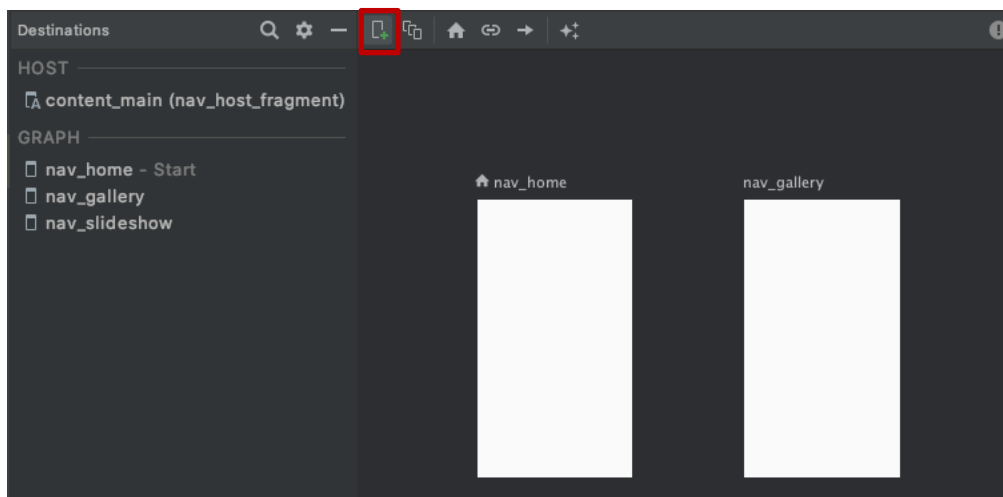 Destinations
HOST
content_main (nav_host_fragment)
GRAPH
nav_home - Start
nav_gallery
nav_slideshow
nav_home
nav_gallery